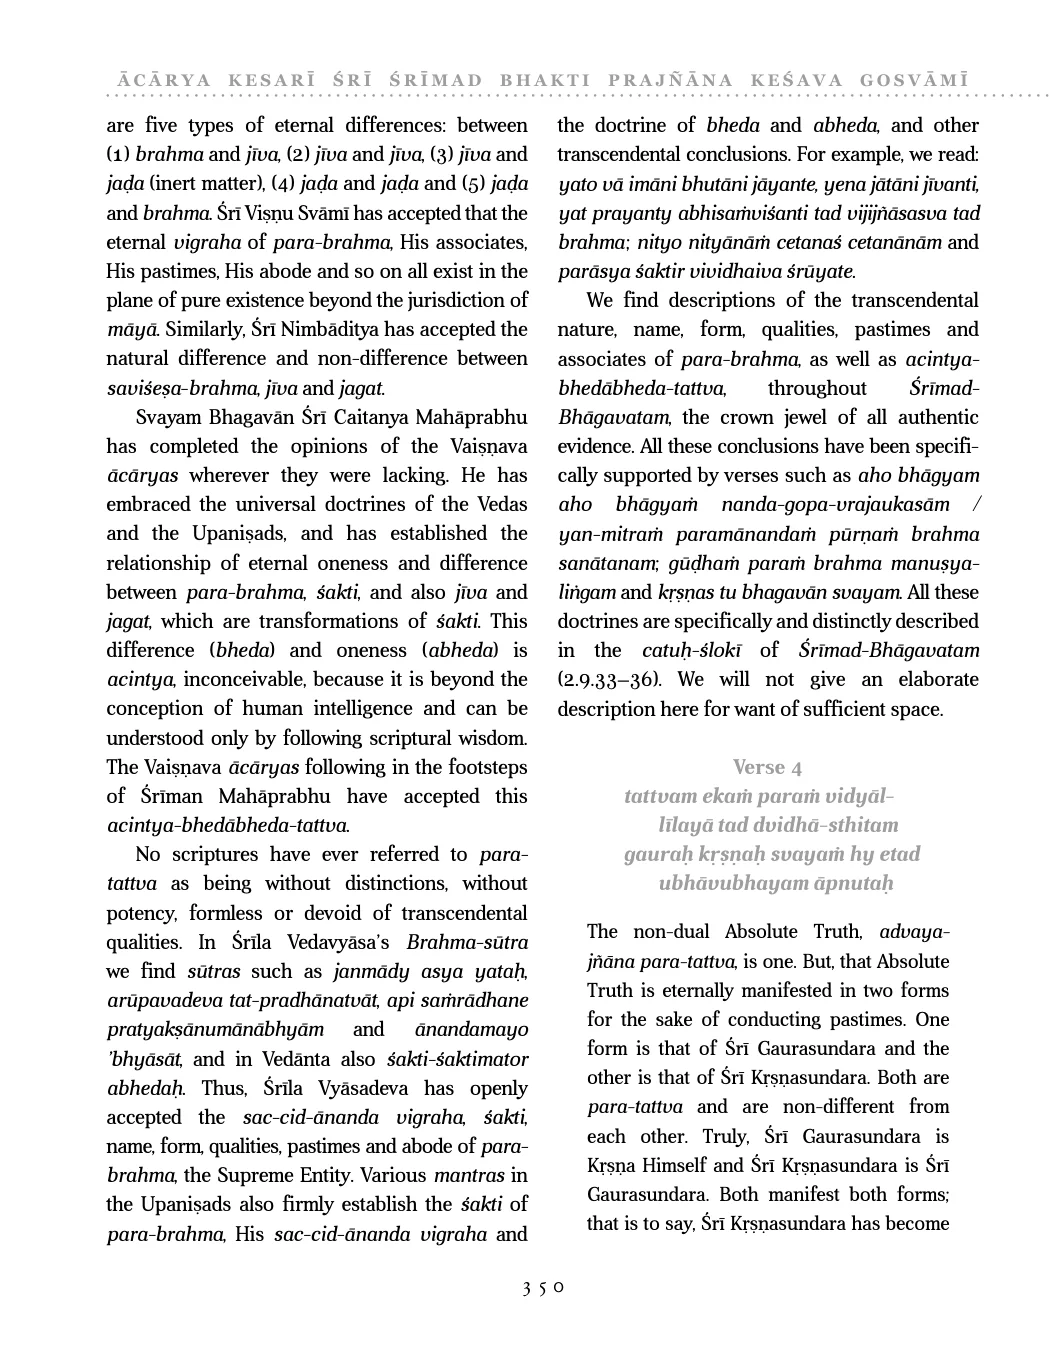 ĀCĀRYA KESARĪ ŚRĪ ŚRĪMAD BHAKTI PRAJÑĀNA KEŚAVA GOSVĀMĪ
are five types of eternal differences: between
(1) brahma and jīva, (2) jīva and jīva, (3) jīva and
jaḍa (inert matter), (4) jaḍa and jaḍa and (5) jaḍa
and brahma. Śrī Viṣṇu Svāmī has accepted that the
eternal vigraha of para-brahma, His associates,
His pastimes, His abode and so on all exist in the
plane of pure existence beyond the jurisdiction of
māyā. Similarly, Śrī Nimbāditya has accepted the
natural difference and non-difference between
saviśeṣa-brahma, jīva and jagat.
Svayam Bhagavān Śrī Caitanya Mahāprabhu
has completed the opinions of the Vaiṣṇava
ācāryas wherever they were lacking. He has
embraced the universal doctrines of the Vedas
and the Upaniṣads, and has established the
relationship of eternal oneness and difference
between para-brahma, śakti, and also jīva and
jagat, which are transformations of śakti. This
difference (bheda) and oneness (abheda) is
acintya, inconceivable, because it is beyond the
conception of human intelligence and can be
understood only by following scriptural wisdom.
The Vaiṣṇava ācāryas following in the footsteps
of Śrīman Mahāprabhu have accepted this
acintya-bhedābheda-tattva.
No scriptures have ever referred to para-
tattva as being without distinctions, without
potency, formless or devoid of transcendental
qualities. In Śrīla Vedavyāsa's Brahma-sūtra
we find sūtras such as janmādy asya yataḥ,
arūpavadeva tat-pradhānatvāt, api saṁrādhane
pratyakṣānumānābhyām and ānandamayo
'bhyāsāt, and in Vedānta also śakti-śaktimator
abhedaḥ. Thus, Śrīla Vyāsadeva has openly
accepted the sac-cid-ānanda vigraha, śakti,
name, form, qualities, pastimes and abode of para-
brahma, the Supreme Entity. Various mantras in
the Upaniṣads also firmly establish the śakti of
para-brahma, His sac-cid-ānanda vigraha and
the doctrine of bheda and abheda, and other
transcendental conclusions. For example, we read:
yato vā imāni bhutāni jāyante, yena jātāni jīvanti,
yat prayanty abhisaṁviśanti tad vijijñāsasva tad
brahma; nityo nityānāṁ cetanaś cetanānām and
parāsya śaktir vividhaiva śrūyate.
We find descriptions of the transcendental
nature, name, form, qualities, pastimes and
associates of para-brahma, as well as acintya-
bhedābheda-tattva, throughout Śrīmad-
Bhāgavatam, the crown jewel of all authentic
evidence. All these conclusions have been specifi-
cally supported by verses such as aho bhāgyam
aho bhāgyaṁ nanda-gopa-vrajaukasām /
yan-mitraṁ paramānandaṁ pūrṇaṁ brahma
sanātanam; gūḍhaṁ paraṁ brahma manuṣya-
liṅgam and kṛṣṇas tu bhagavān svayam. All these
doctrines are specifically and distinctly described
in the catuḥ-ślokī of Śrīmad-Bhāgavatam
(2.9.33–36). We will not give an elaborate
description here for want of sufficient space.
Verse 4
tattvam ekaṁ paraṁ vidyāl-
līlayā tad dvidhā-sthitam
gauraḥ kṛṣṇaḥ svayaṁ hy etad
ubhāvubhayam āpnutaḥ
The non-dual Absolute Truth, advaya-
jñāna para-tattva, is one. But, that Absolute
Truth is eternally manifested in two forms
for the sake of conducting pastimes. One
form is that of Śrī Gaurasundara and the
other is that of Śrī Kṛṣṇasundara. Both are
para-tattva and are non-different from
each other. Truly, Śrī Gaurasundara is
Kṛṣṇa Himself and Śrī Kṛṣṇasundara is Śrī
Gaurasundara. Both manifest both forms;
that is to say, Śrī Kṛṣṇasundara has become
350